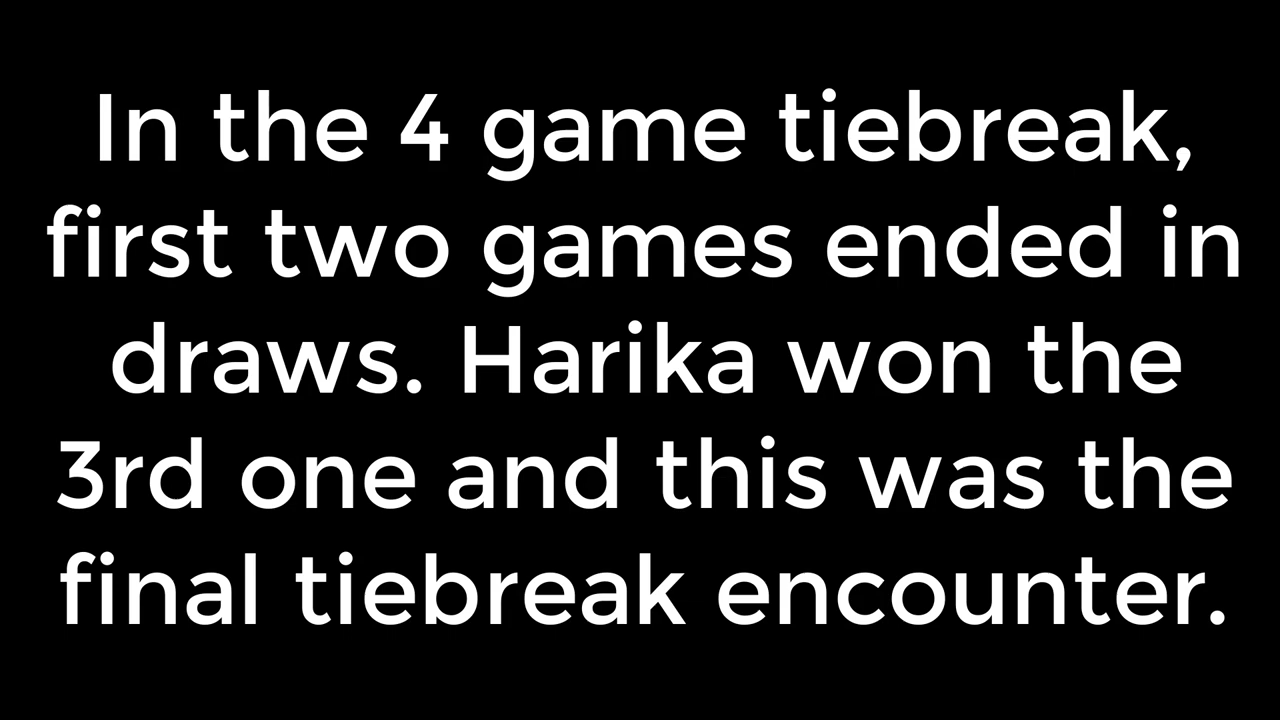 In the 4 game tiebreak,
first two games ended in
draws. Harika won the
3rd one and this was the
final tiebreak encounter.